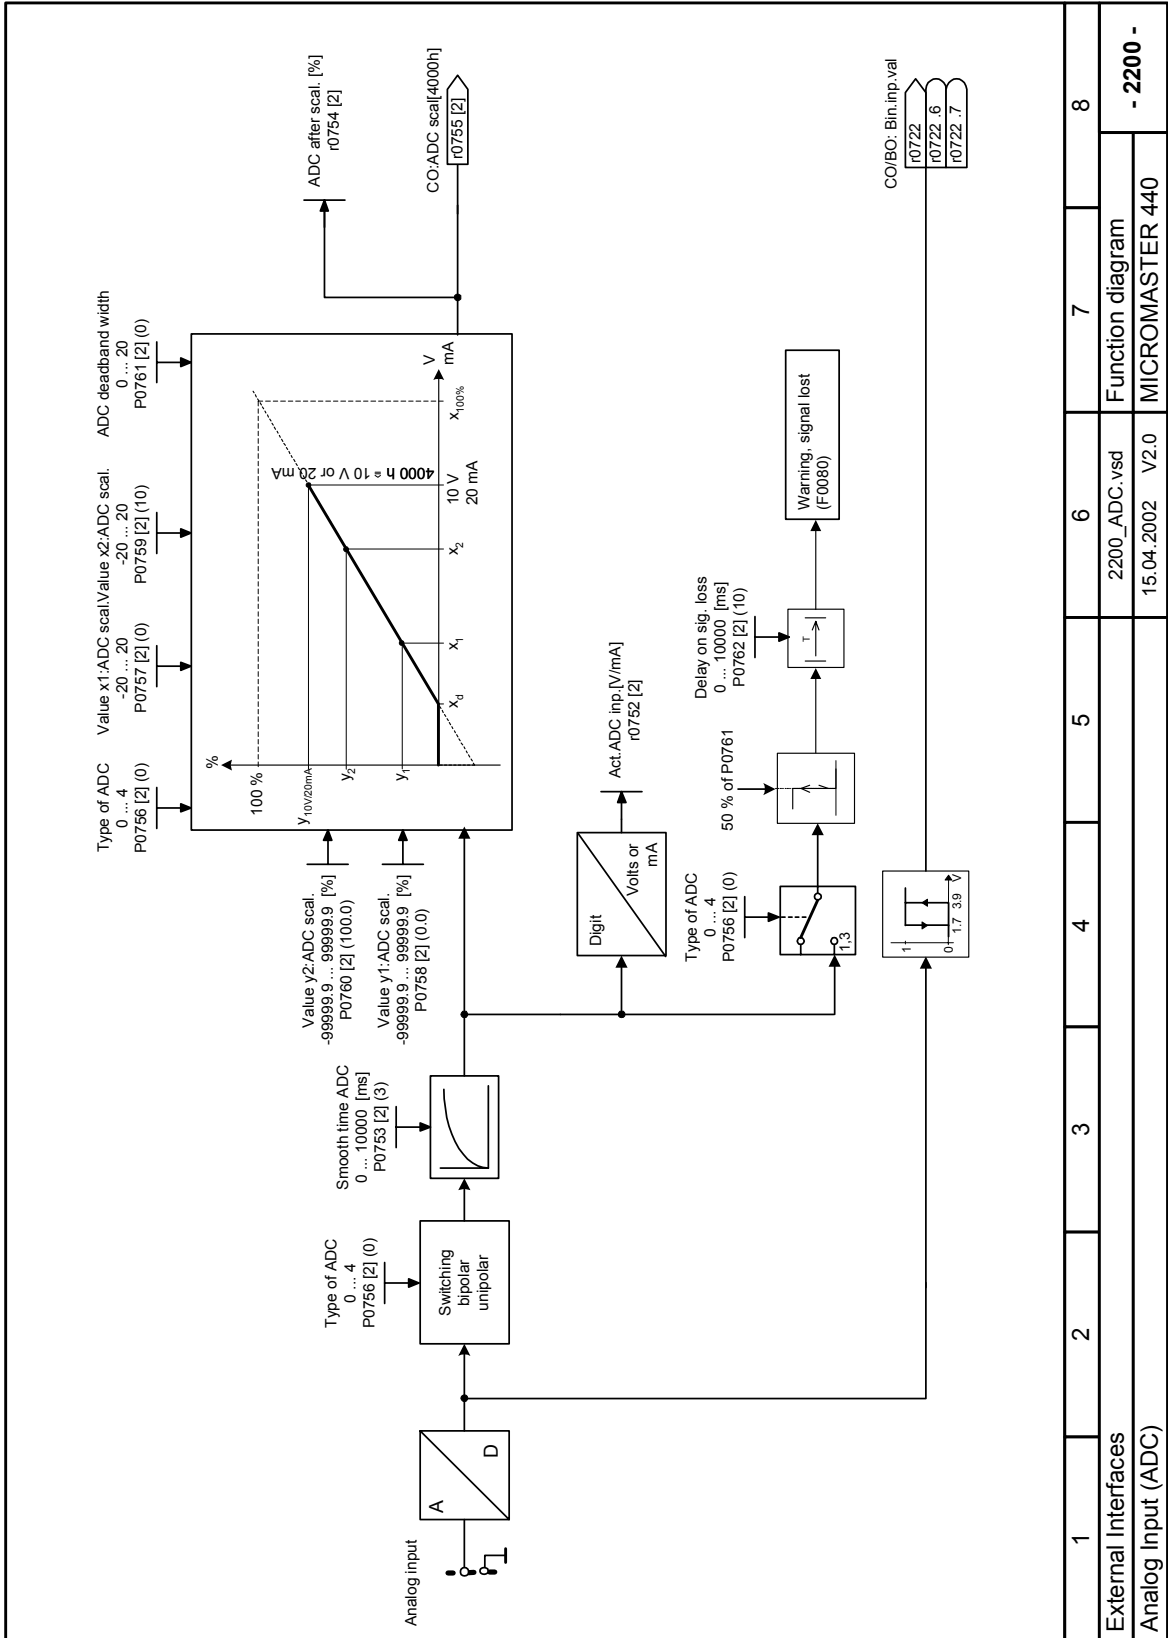 Analog input
A
D
Type of ADC
0 ... 4
P0756 [2] (0)
Switching
bipolar
unipolar
Smooth time ADC
0 ... 10000 [ms]
P0753 [2] (3)
Value y2:ADC scal.
-99999.9 ... 99999.9 [%]
P0760 [2] (100.0)
Value y1:ADC scal.
-99999.9 ... 99999.9 [%]
P0758 [2] (0.0)
Type of ADC
0 ... 4
P0756 [2] (0)
Value x1:ADC scal.
-20 ... 20
P0757 [2] (0)
Value x2:ADC scal.
-20 ... 20
P0759 [2] (10)
ADC deadband width
0 ... 20
P0761 [2] (0)
%
100 %
y10V/20mA
y2
y1
xd
x1
x2
10 V
20 mA
x100%
V
mA
4000 h ≙ 10 V or 20 mA
ADC after scal. [%]
r0754 [2]
CO:ADC scal[4000h]
r0755 [2]
Digit
Volts or
mA
Act.ADC inp.[V/mA]
r0752 [2]
Type of ADC
0 ... 4
P0756 [2] (0)
1,3
50 % of P0761
Delay on sig. loss
0 ... 10000 [ms]
P0762 [2] (10)
T
Warning, signal lost
(F0080)
1
0
1.7 3.9 V
CO/BO: Bin.inp.val
r0722
r0722 .6
r0722 .7
1 2 3 4 5 6 7 8
External Interfaces
2200_ADC.vsd
Function diagram
- 2200 -
Analog Input (ADC)
15.04.2002 V2.0
MICROMASTER 440